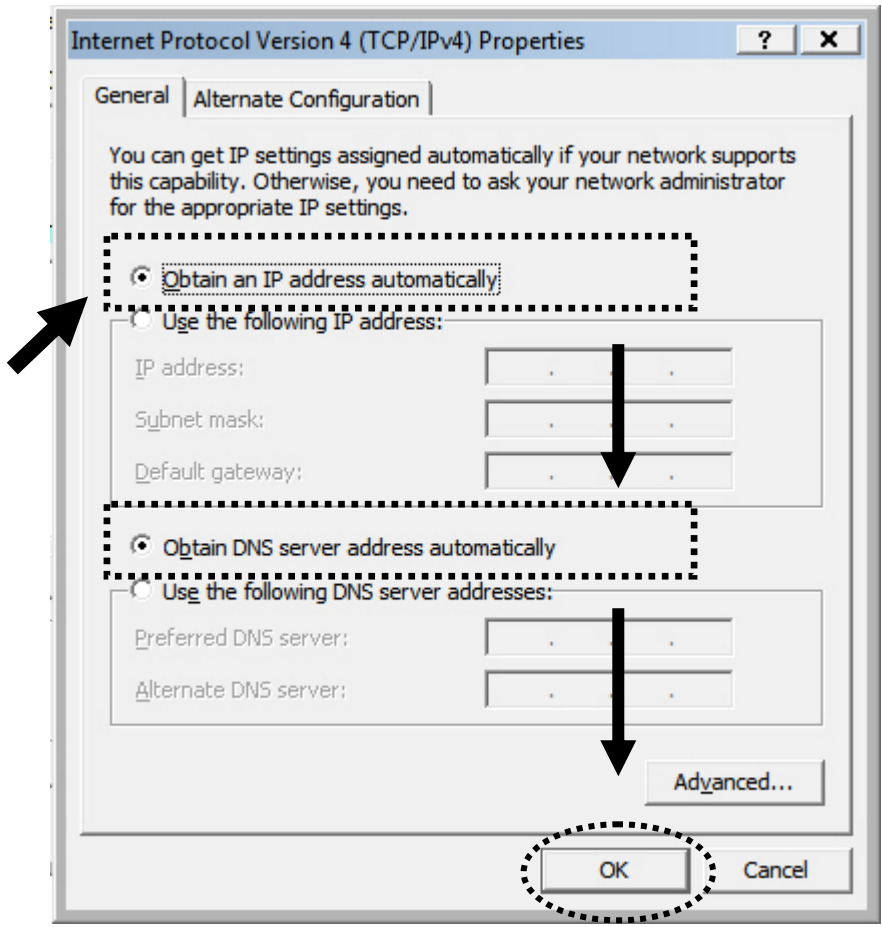 Internet Protocol Version 4 (TCP/IPv4) Properties
General
Alternate Configuration
You can get IP settings assigned automatically if your network supports
this capability. Otherwise, you need to ask your network administrator
for the appropriate IP settings.
Obtain an IP address automatically
Use the following IP address:
IP address:
Subnet mask:
Default gateway:
Obtain DNS server address automatically
Use the following DNS server addresses:
Preferred DNS server:
Alternate DNS server:
Advanced...
OK
Cancel